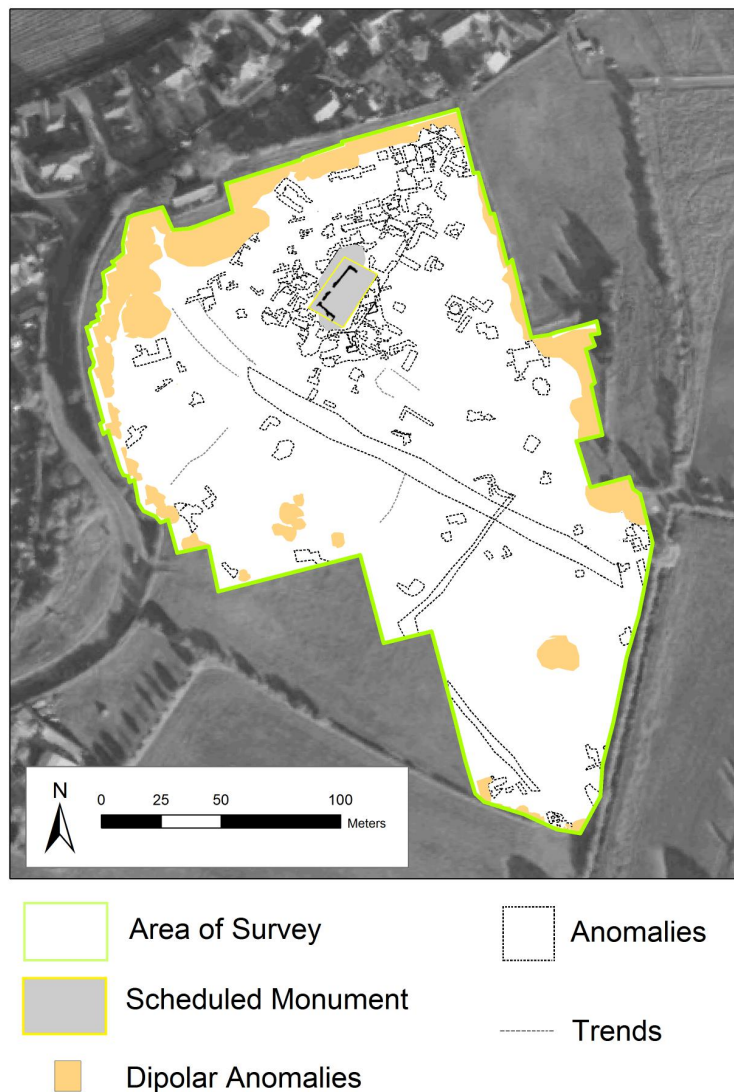 N
0 25 50 100
Meters
Area of Survey
Anomalies
Scheduled Monument
Trends
Dipolar Anomalies